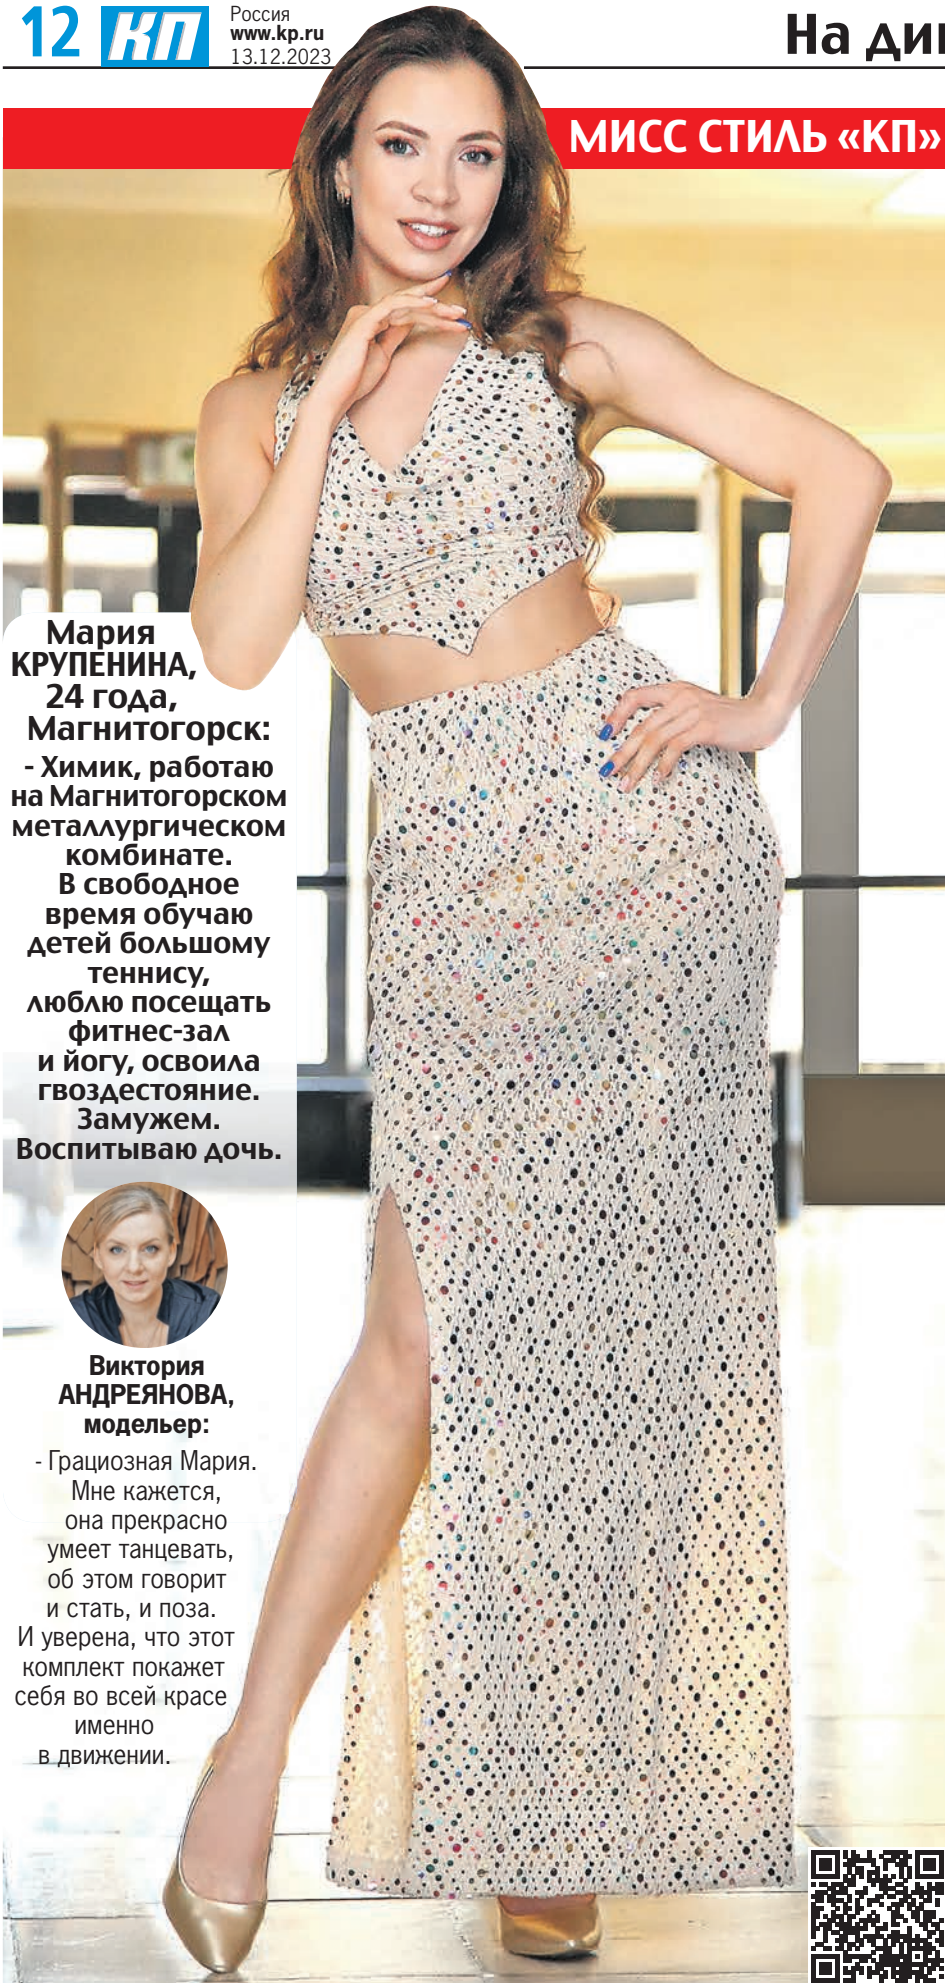 12
КП
Россия
www.kp.ru
13.12.2023
На ди
МИСС СТИЛЬ «КП»
Мария
КРУПЕНИНА,
24 года,
Магнитогорск:
- Химик, работаю
на Магнитогорском
металлургическом
комбинате.
В свободное
время обучаю
детей большому
теннису,
люблю посещать
фитнес-зал
и йогу, освоила
гвоздестояние.
Замужем.
Воспитываю дочь.
Виктория
АНДРЕЯНОВА,
модельер:
- Грациозная Мария.
Мне кажется,
она прекрасно
умеет танцевать,
об этом говорит
и стать, и поза.
И уверена, что этот
комплект покажет
себя во всей красе
именно
в движении.